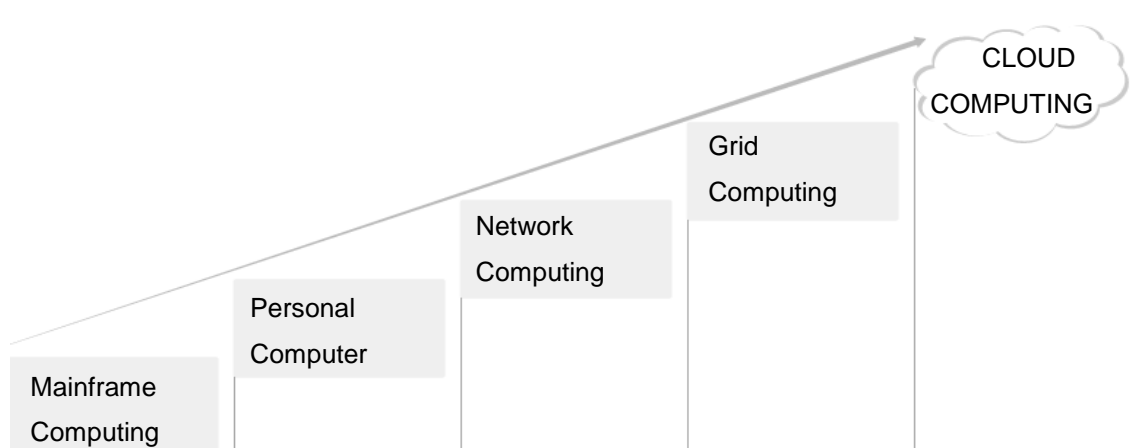 Mainframe
Computing
Personal
Computer
Network
Computing
Grid
Computing
CLOUD
COMPUTING